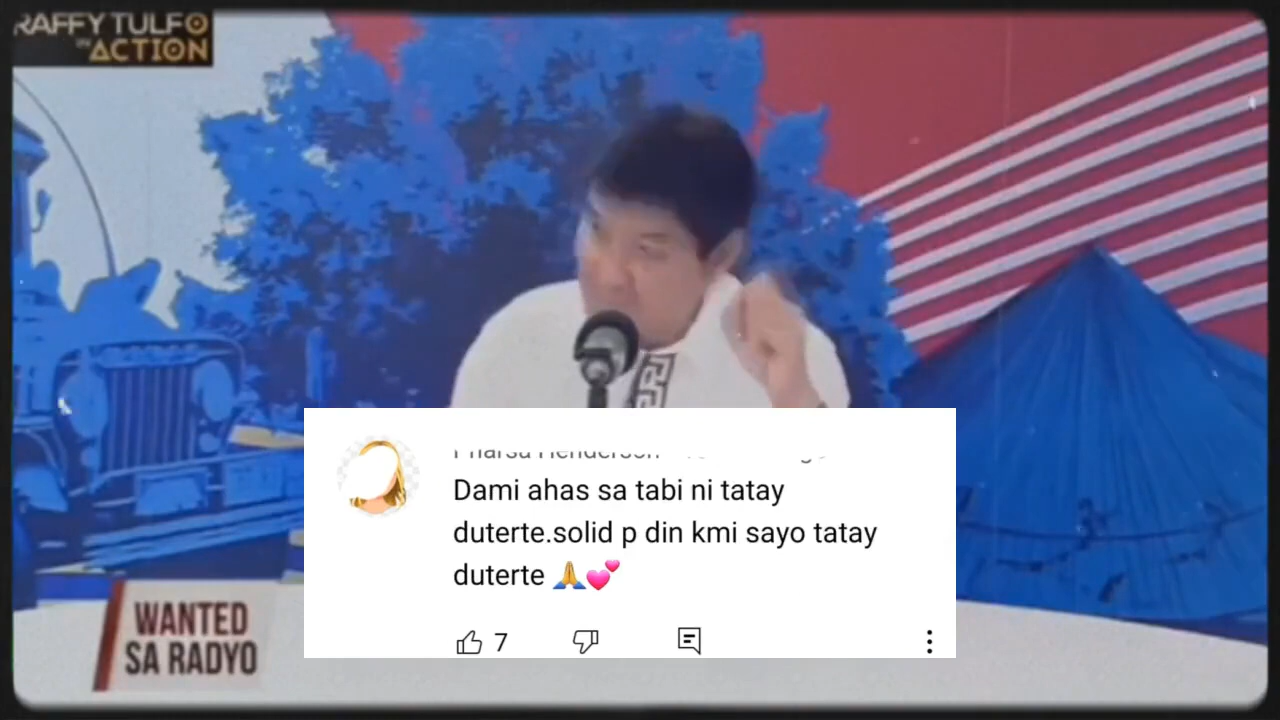 RAFFY TULFO
IN ACTION
Dami ahas sa tabi ni tatay
duterte.solid p din kmi sayo tatay
duterte 🙏💕
7
WANTED
SA RADYO